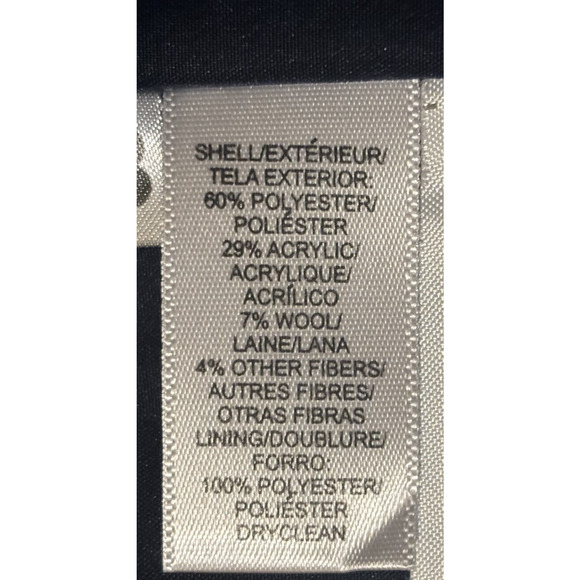 SHELL/EXTÉRIEUR/
TELA EXTERIOR:
60% POLYESTER/
POLIÉSTER
29% ACRYLIC/
ACRYLIQUE/
ACRÍLICO
7% WOOL/
LAINE/LANA
4% OTHER FIBERS/
AUTRES FIBRES/
OTRAS FIBRAS
LINING/DOUBLURE/
FORRO:
100% POLYESTER/
POLIÉSTER
DRYCLEAN